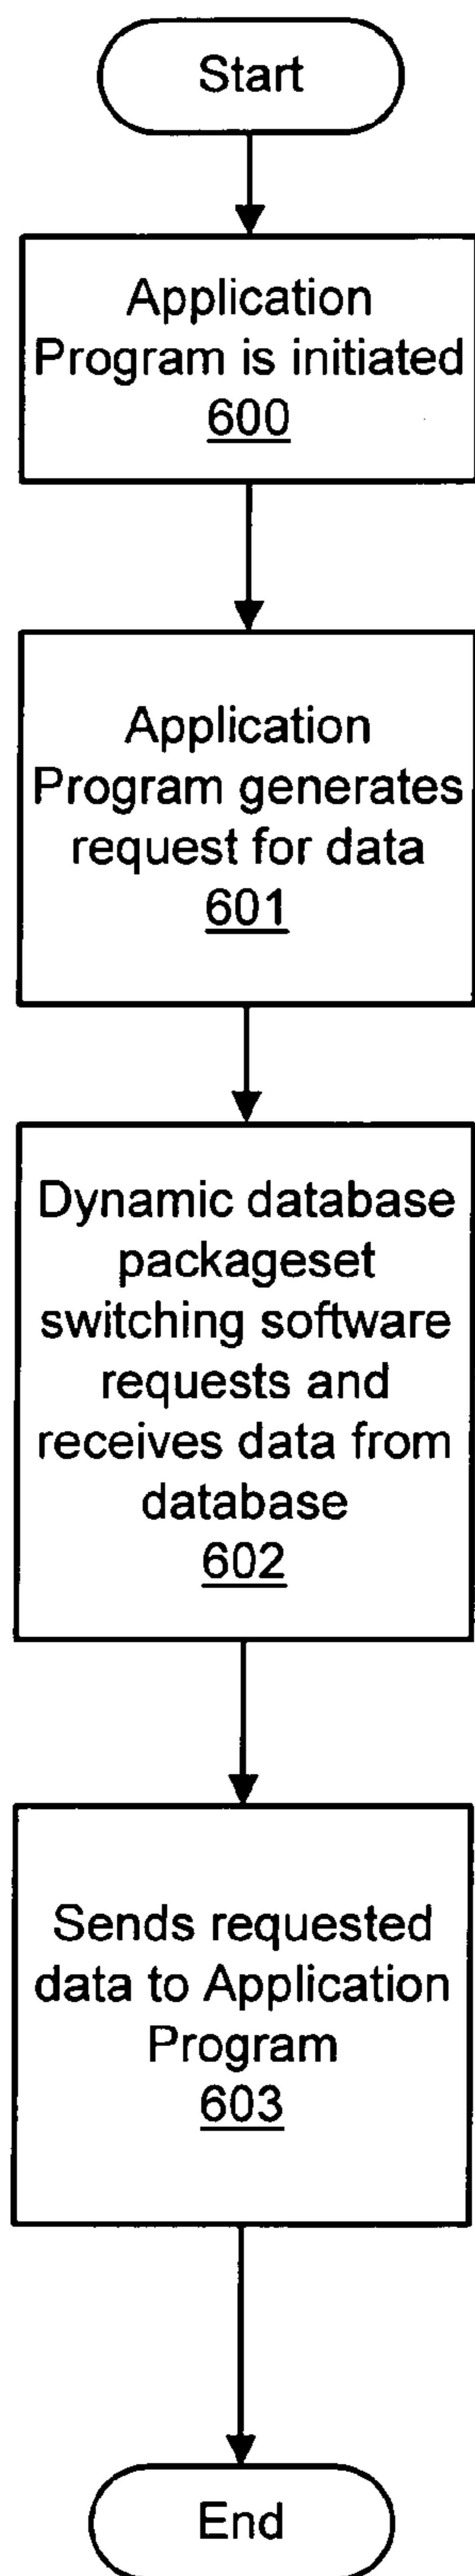 Start
Application
Program is initiated
600
Application
Program generates
request for data
601
Dynamic database
packageset
switching software
requests and
receives data from
database
602
Sends requested
data to Application
Program
603
End